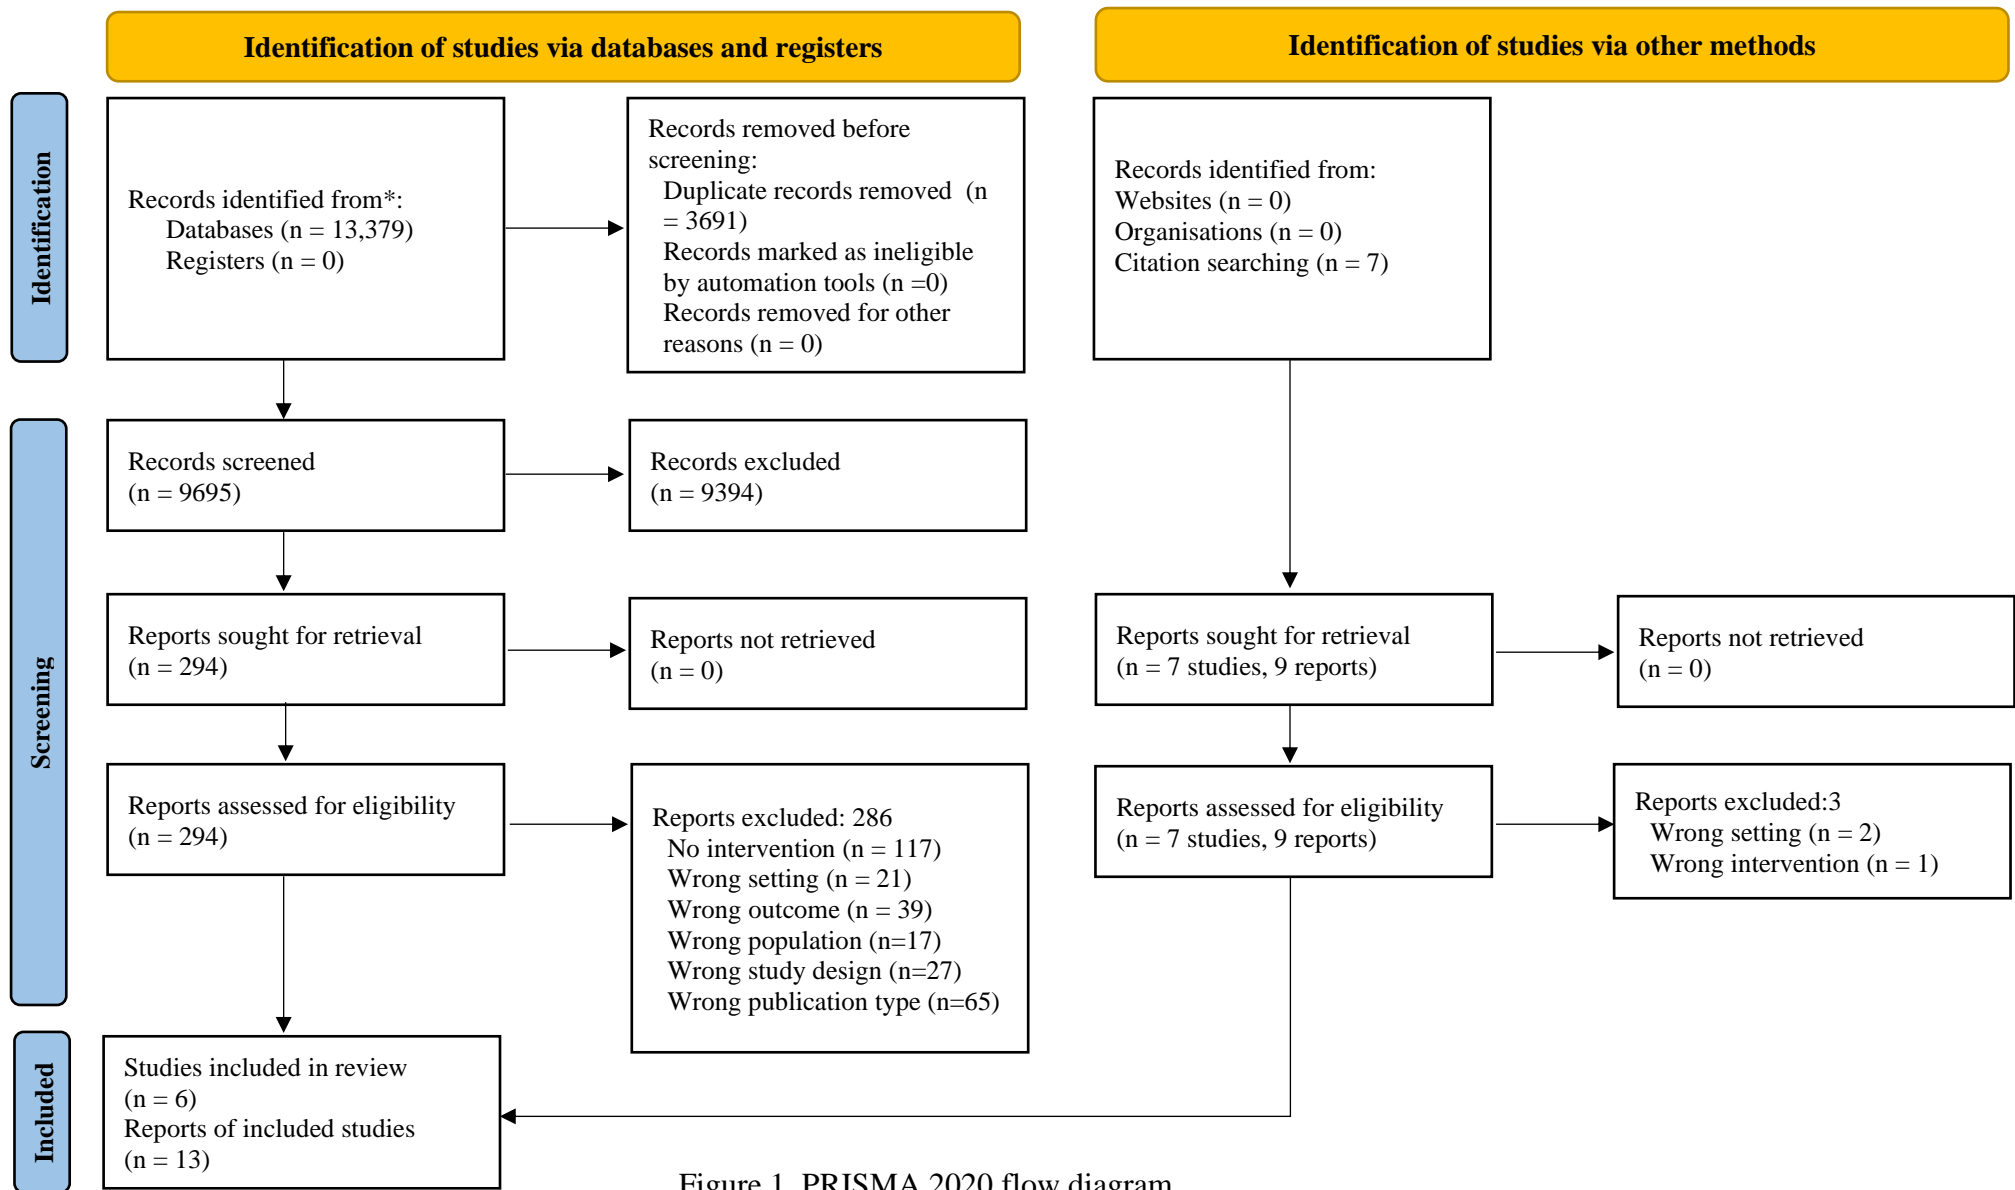 Identification of studies via databases and registers
Identification of studies via other methods
Identification
Records identified from*:
Databases (n = 13,379)
Registers (n = 0)
Records removed before
screening:
Duplicate records removed (n
= 3691)
Records marked as ineligible
by automation tools (n =0)
Records removed for other
reasons (n = 0)
Records identified from:
Websites (n = 0)
Organisations (n = 0)
Citation searching (n = 7)
Screening
Records screened
(n = 9695)
Records excluded
(n = 9394)
Reports sought for retrieval
(n = 294)
Reports not retrieved
(n = 0)
Reports sought for retrieval
(n = 7 studies, 9 reports)
Reports not retrieved
(n = 0)
Reports assessed for eligibility
(n = 294)
Reports excluded: 286
No intervention (n = 117)
Wrong setting (n = 21)
Wrong outcome (n = 39)
Wrong population (n=17)
Wrong study design (n=27)
Wrong publication type (n=65)
Reports assessed for eligibility
(n = 7 studies, 9 reports)
Reports excluded:3
Wrong setting (n = 2)
Wrong intervention (n = 1)
Included
Studies included in review
(n = 6)
Reports of included studies
(n = 13)
Figure 1. PRISMA 2020 flow diagram